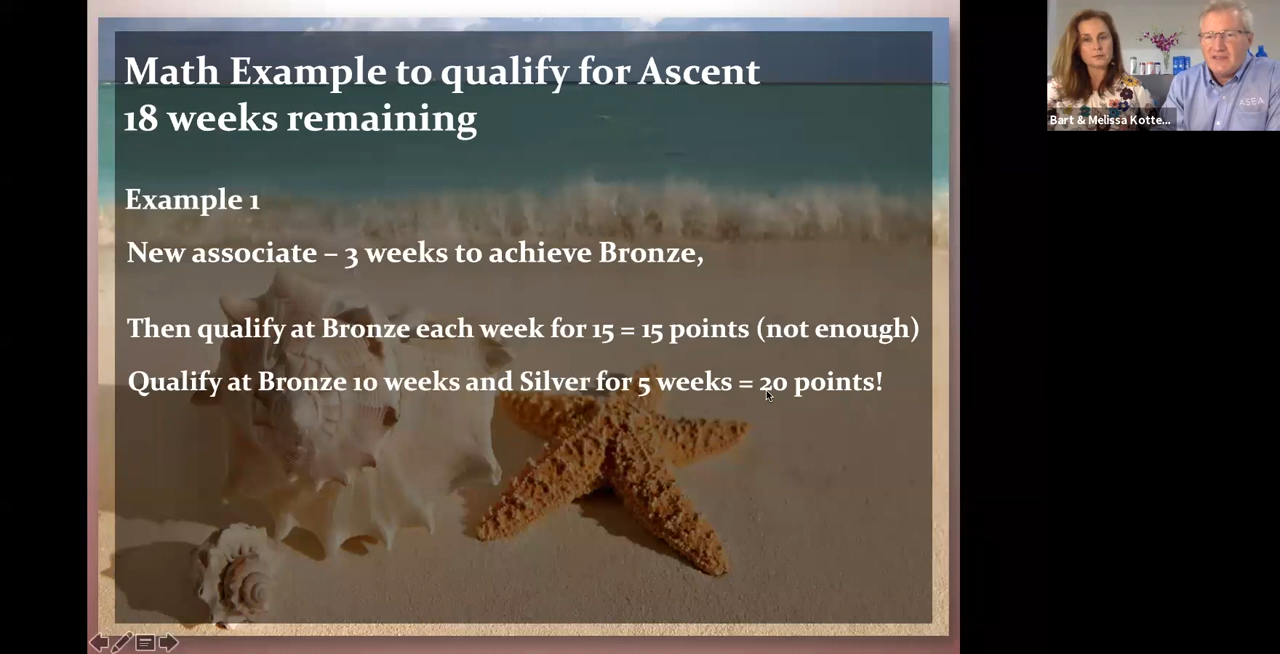 Math Example to qualify for Ascent
18 weeks remaining
Example 1
New associate – 3 weeks to achieve Bronze,
Then qualify at Bronze each week for 15 = 15 points (not enough)
Qualify at Bronze 10 weeks and Silver for 5 weeks = 20 points!
ASEA
Bart & Melissa Kotte...